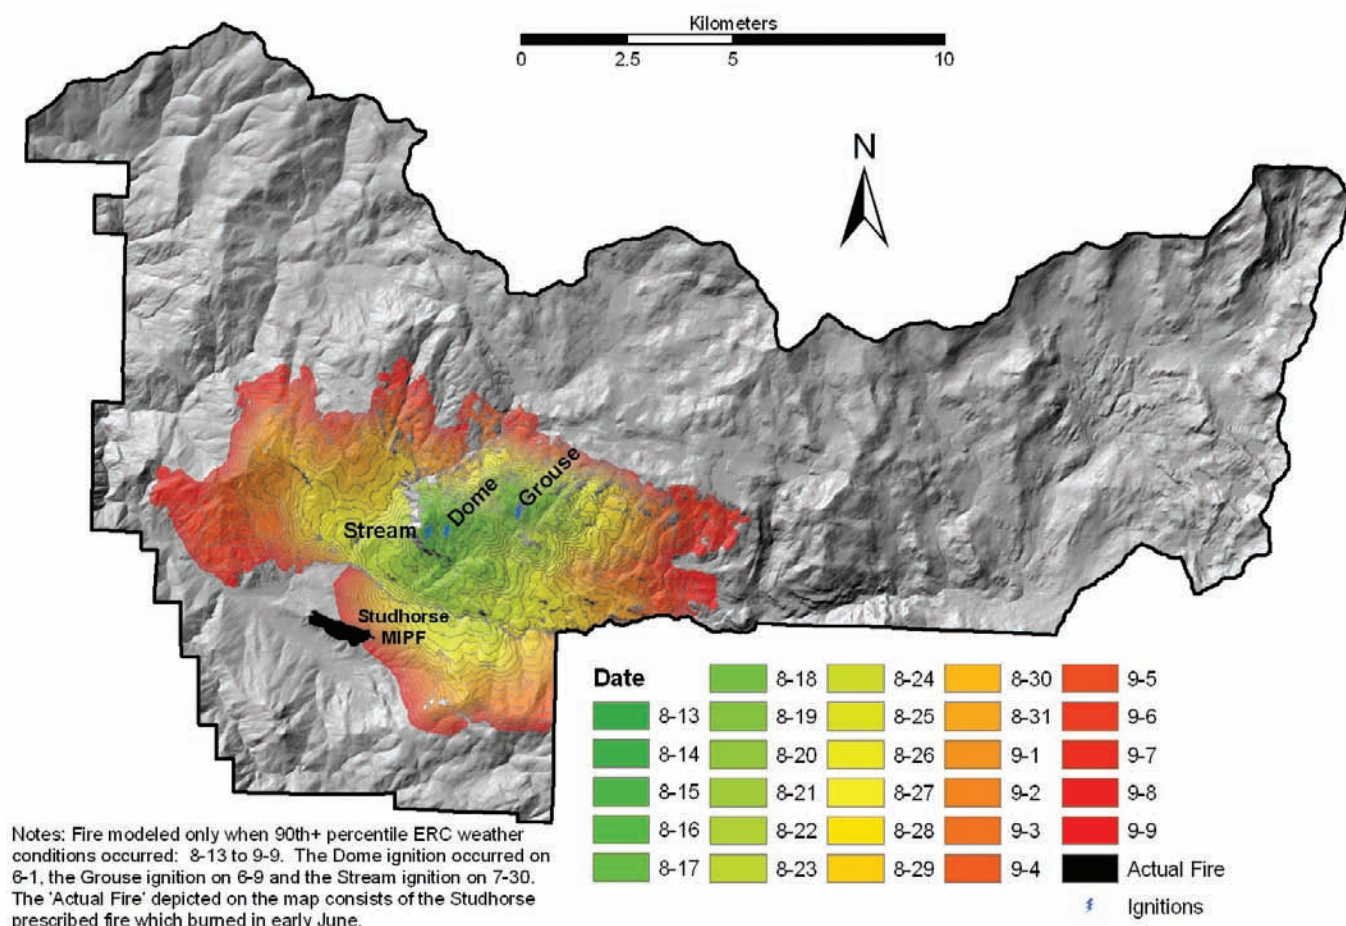 Kilometers
0 2.5 5 10
N
Grouse
Dome
Stream
Studhorse
MIPF
Date
8-13
8-14
8-15
8-16
8-17
8-18
8-19
8-20
8-21
8-22
8-23
8-24
8-25
8-26
8-27
8-28
8-29
8-30
8-31
9-1
9-2
9-3
9-4
9-5
9-6
9-7
9-8
9-9
Actual Fire
Ignitions
Notes: Fire modeled only when 90th+ percentile ERC weather
conditions occurred: 8-13 to 9-9. The Dome ignition occurred on
6-1, the Grouse ignition on 6-9 and the Stream ignition on 7-30.
The 'Actual Fire' depicted on the map consists of the Studhorse
prescribed fire which burned in early June.